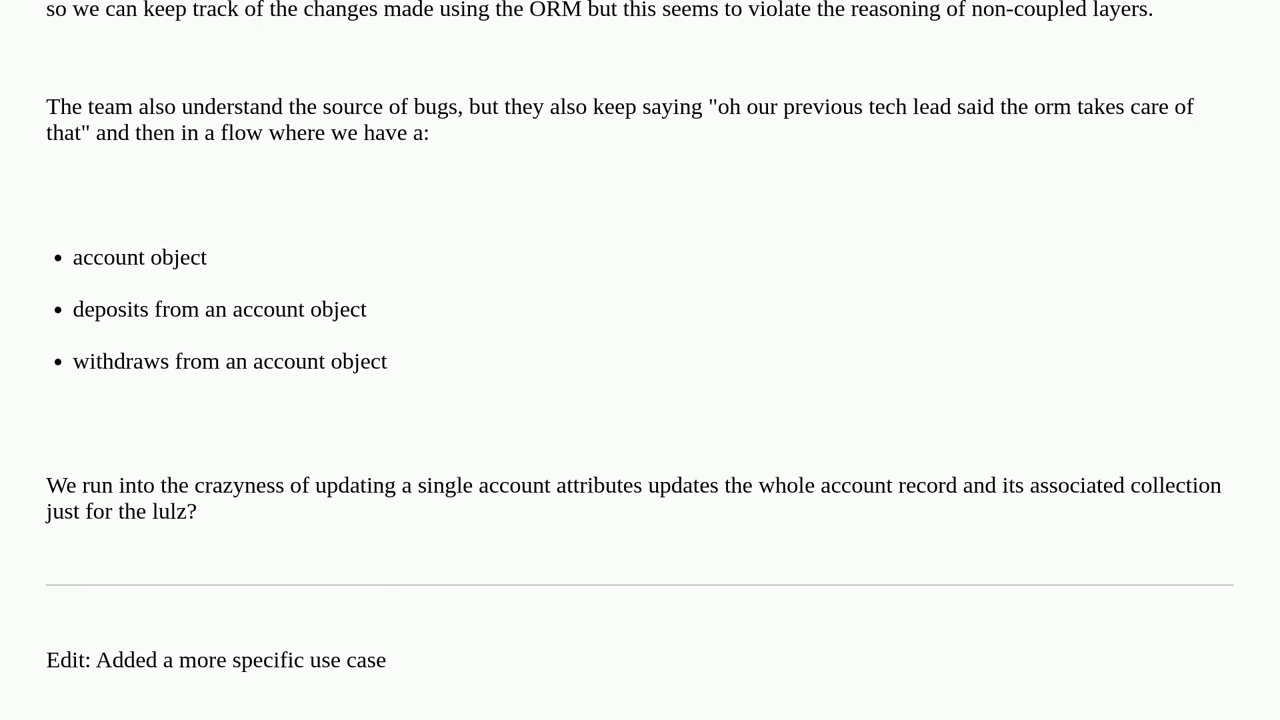 so we can keep track of the changes made using the ORM but this seems to violate the reasoning of non-coupled layers.
The team also understand the source of bugs, but they also keep saying "oh our previous tech lead said the orm takes care of
that" and then in a flow where we have a:
• account object
• deposits from an account object
• withdraws from an account object
We run into the crazyness of updating a single account attributes updates the whole account record and its associated collection
just for the lulz?
Edit: Added a more specific use case